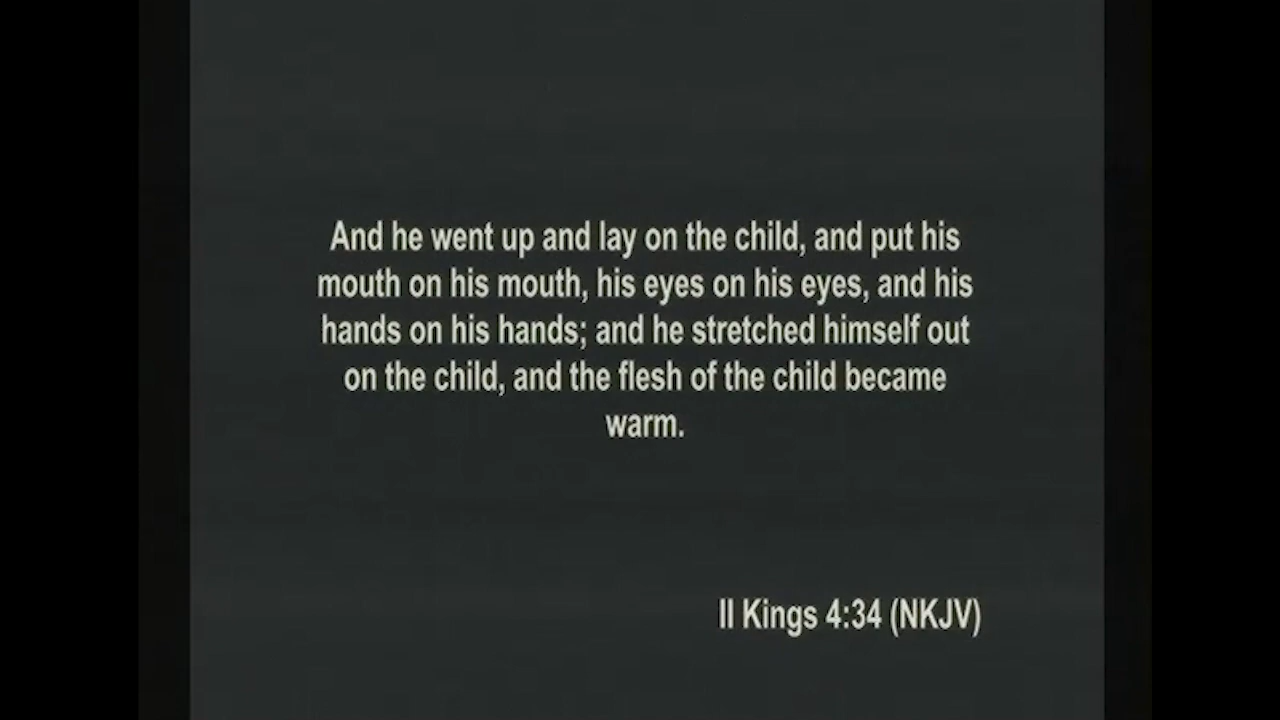 And he went up and lay on the child, and put his
mouth on his mouth, his eyes on his eyes, and his
hands on his hands; and he stretched himself out
on the child, and the flesh of the child became
warm.
II Kings 4:34 (NKJV)